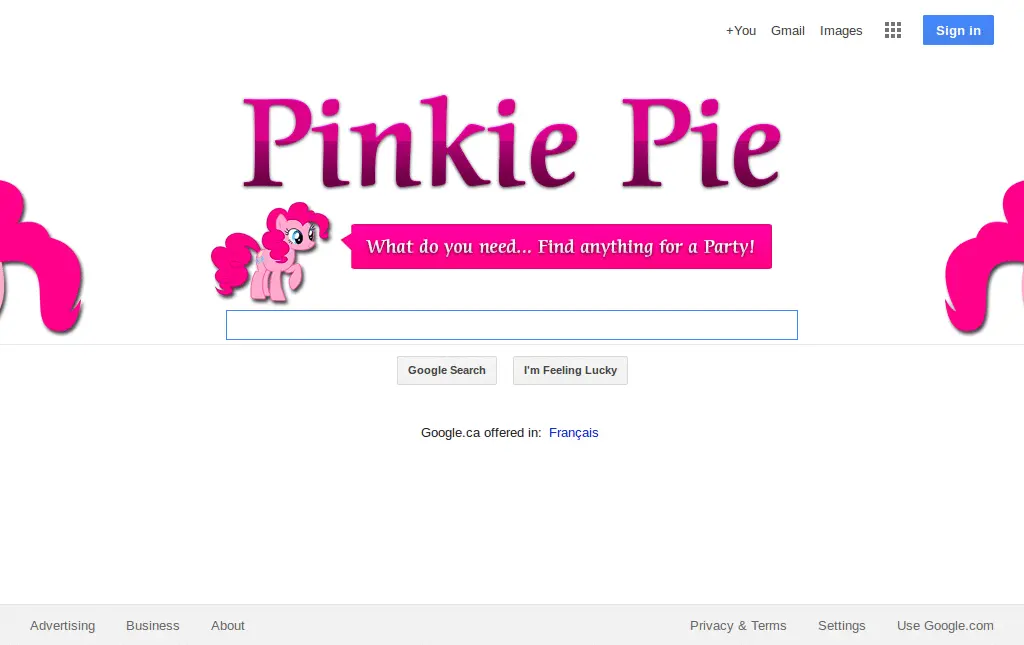 +You Gmail Images Sign in
Pinkie Pie
What do you need... Find anything for a Party!
Google Search I'm Feeling Lucky
Google.ca offered in: Français
Advertising Business About Privacy & Terms Settings Use Google.com